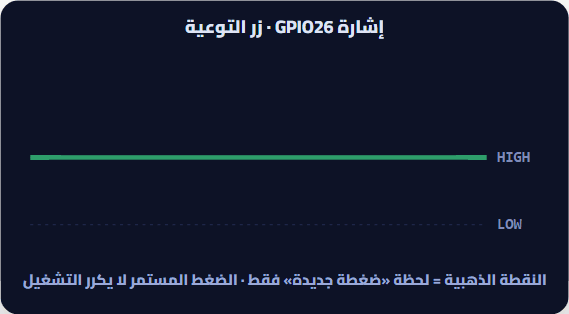 إشارة GPIO26 · زر التوعية
HIGH
LOW
النقطة الذهبية = لحظة «ضغطة جديدة» فقط · الضغط المستمر لا يكرر التشغيل